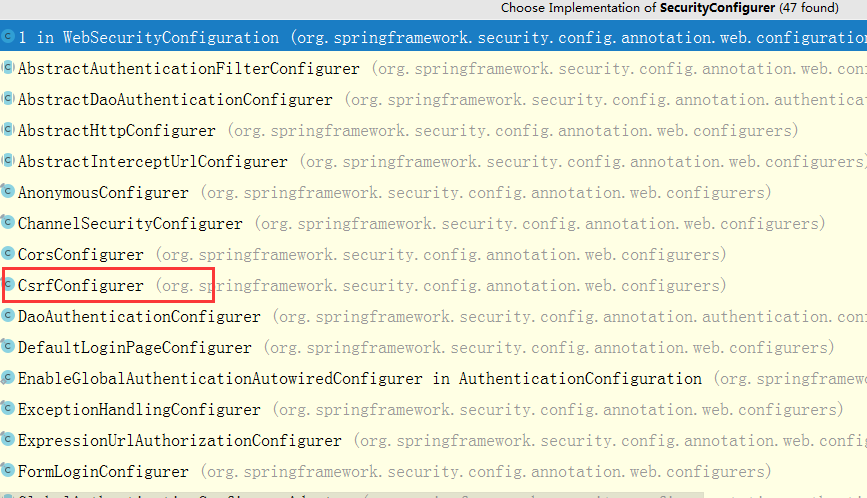 Choose Implementation of SecurityConfigurer (47 found)
1 in WebSecurityConfiguration (org.springframework.security.config.annotation.web.configuration
AbstractAuthenticationFilterConfigurer (org.springframework.security.config.annotation.web.conf
AbstractDaoAuthenticationConfigurer (org.springframework.security.config.annotation.authenticat
AbstractHttpConfigurer (org.springframework.security.config.annotation.web.configurers)
AbstractInterceptUrlConfigurer (org.springframework.security.config.annotation.web.configurers)
AnonymousConfigurer (org.springframework.security.config.annotation.web.configurers)
ChannelSecurityConfigurer (org.springframework.security.config.annotation.web.configurers)
CorsConfigurer (org.springframework.security.config.annotation.web.configurers)
CsrfConfigurer (org.springframework.security.config.annotation.web.configurers)
DaoAuthenticationConfigurer (org.springframework.security.config.annotation.authentication.con
DefaultLoginPageConfigurer (org.springframework.security.config.annotation.web.configurers)
EnableGlobalAuthenticationAutowiredConfigurer in AuthenticationConfiguration (org.springframew
ExceptionHandlingConfigurer (org.springframework.security.config.annotation.web.configurers)
ExpressionUrlAuthorizationConfigurer (org.springframework.security.config.annotation.web.config
FormLoginConfigurer (org.springframework.security.config.annotation.web.configurers)